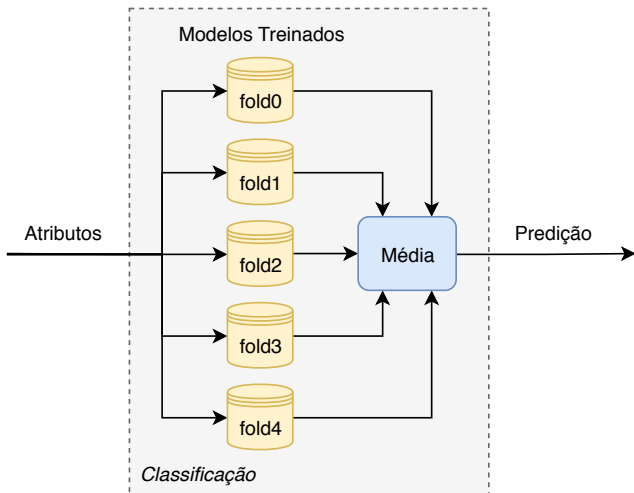 Modelos Treinados
fold0
fold1
Atributos
fold2
Média
Predição
fold3
fold4
Classificação